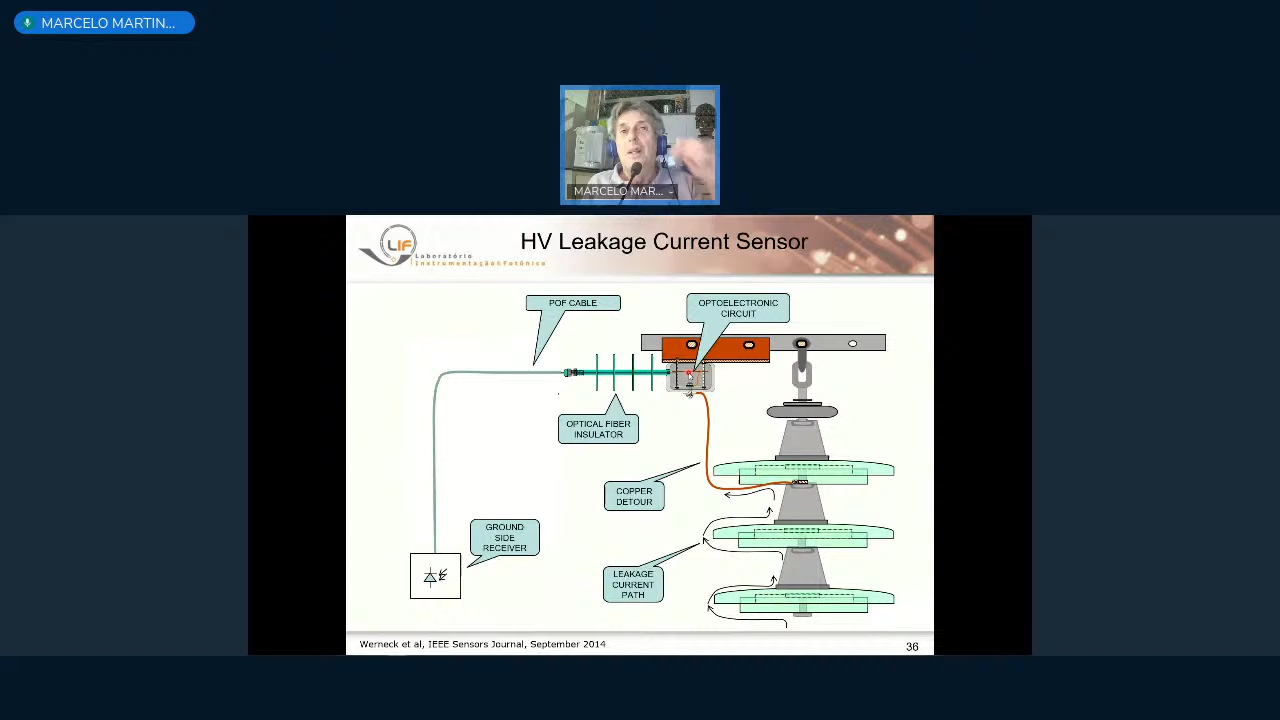 MARCELO MARTIN...
MARCELO MAR...
LIF
Laboratório
Instrumentação&Fotônica
HV Leakage Current Sensor
POF CABLE
OPTOELECTRONIC
CIRCUIT
OPTICAL FIBER
INSULATOR
COPPER
DETOUR
GROUND
SIDE
RECEIVER
LEAKAGE
CURRENT
PATH
Werneck et al, IEEE Sensors Journal, September 2014
36